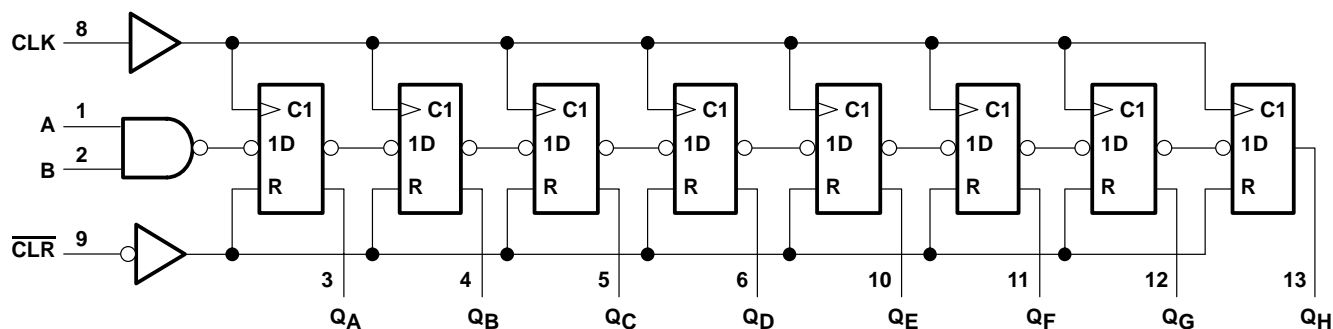 CLK 8
C1 C1 C1 C1 C1 C1 C1 C1
A 1
1D 1D 1D 1D 1D 1D 1D 1D
B 2
R R R R R R R R
CLR 9
3 4 5 6 10 11 12 13
QA QB QC QD QE QF QG QH